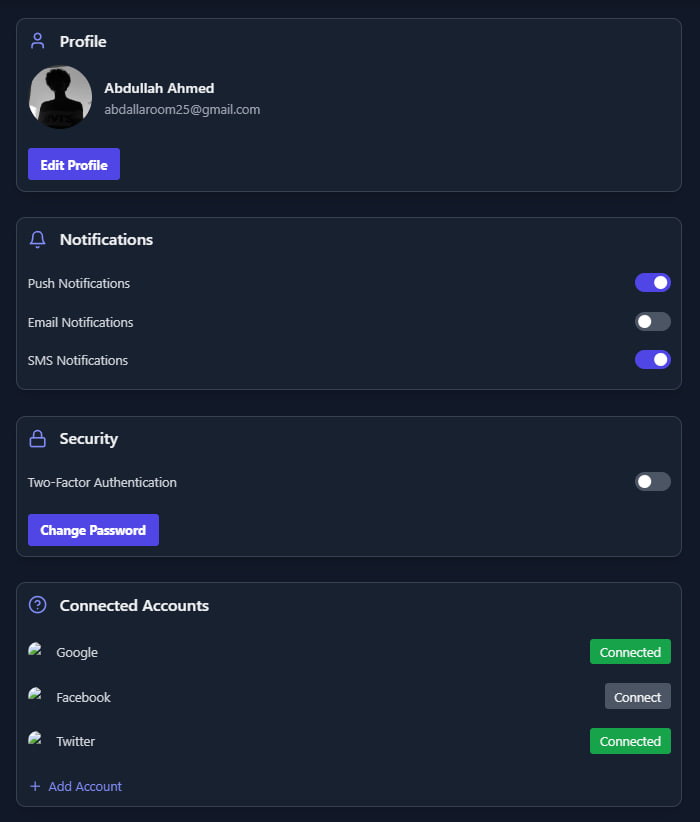 Profile
Abdullah Ahmed
abdallaroom25@gmail.com
Edit Profile
Notifications
Push Notifications
Email Notifications
SMS Notifications
Security
Two-Factor Authentication
Change Password
Connected Accounts
Google Connected
Facebook Connect
Twitter Connected
+ Add Account